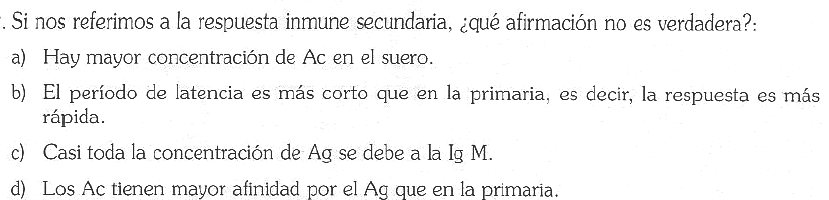 . Si nos referimos a la respuesta inmune secundaria, ¿qué afirmación no es verdadera?:
a) Hay mayor concentración de Ac en el suero.
b) El período de latencia es más corto que en la primaria, es decir, la respuesta es más
rápida.
c) Casi toda la concentración de Ag se debe a la Ig M.
d) Los Ac tienen mayor afinidad por el Ag que en la primaria.